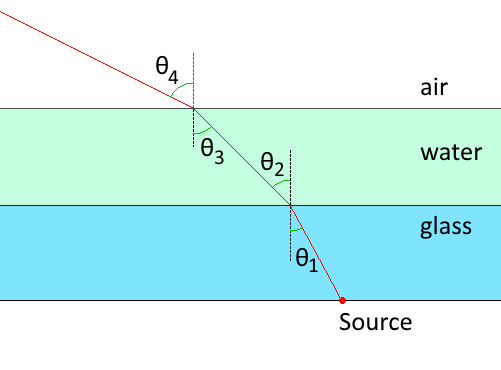 θ4
air
θ3
water
θ2
glass
θ1
Source